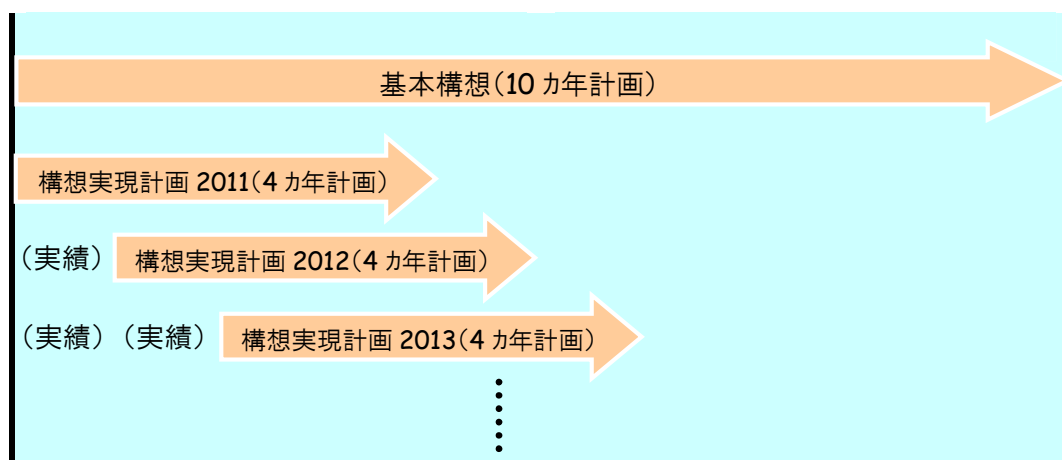 基本構想(10 ｶ年計画)
構想実現計画 2011(4 ｶ年計画)
(実績) 構想実現計画 2012(4 ｶ年計画)
(実績) (実績) 構想実現計画 2013(4 ｶ年計画)